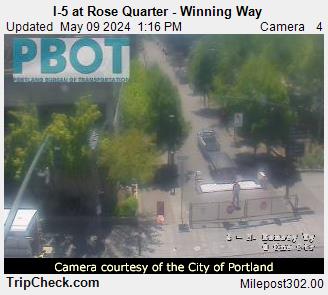 I-5 at Rose Quarter - Winning Way
Updated May 09 2024 1:16 PM Camera 4
PBOT
PORTLAND BUREAU OF TRANSPORTATION
Camera courtesy of the City of Portland
TripCheck.com Milepost302.00